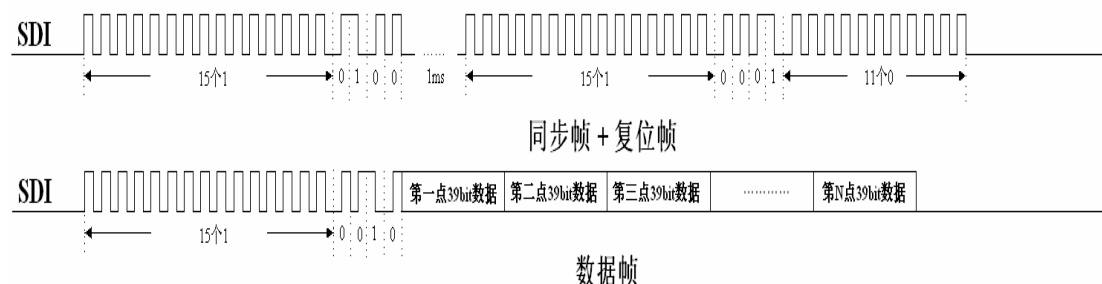 SDI
15个1 0 1 0 0 ...... 1ms 15个1 0 0 0 1 11个0
同步帧＋复位帧
SDI 第一点39bit数据 第二点39bit数据 第三点39bit数据 ............ 第N点39bit数据
15个1 0 0 1 0
数据帧